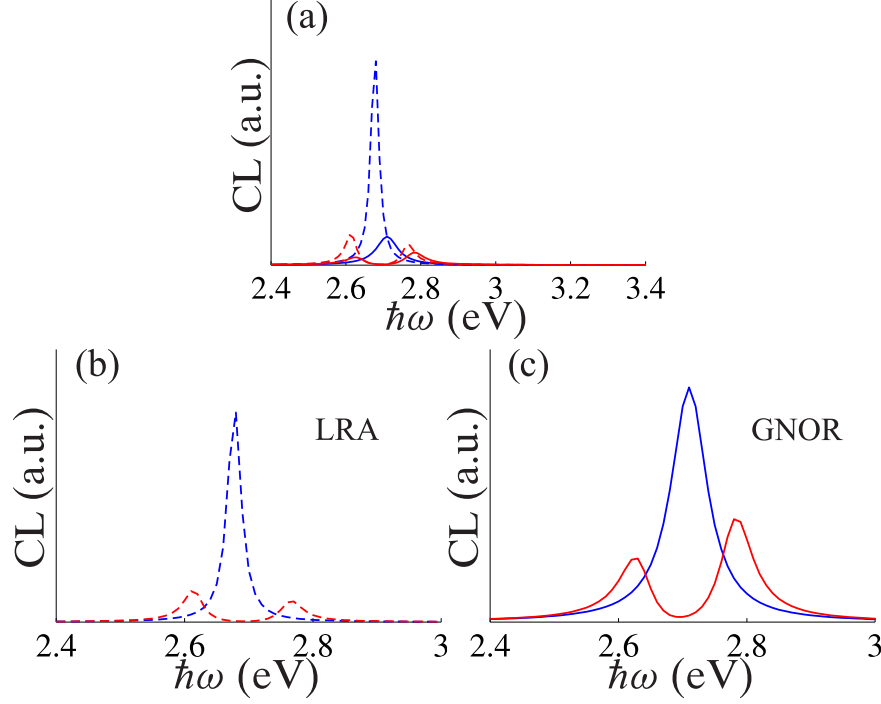 (a)
CL (a.u.)
2.4 2.6 2.8 3 3.2 3.4
ħω (eV)
(b)
LRA
CL (a.u.)
2.4 2.6 2.8 3
ħω (eV)
(c)
GNOR
CL (a.u.)
2.4 2.6 2.8 3
ħω (eV)